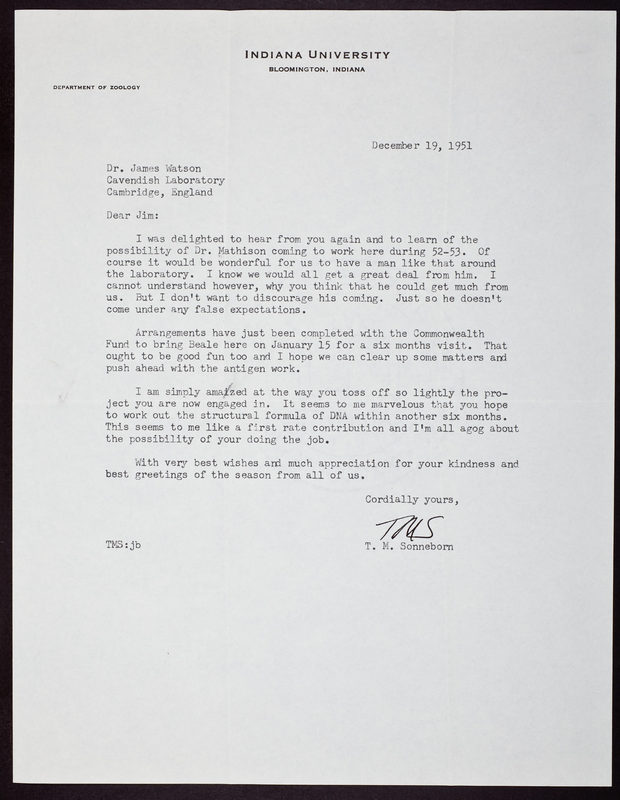 INDIANA UNIVERSITY
BLOOMINGTON, INDIANA
DEPARTMENT OF ZOOLOGY
December 19, 1951
Dr. James Watson
Cavendish Laboratory
Cambridge, England
Dear Jim:
I was delighted to hear from you again and to learn of the
possibility of Dr. Mathison coming to work here during 52-53. Of
course it would be wonderful for us to have a man like that around
the laboratory. I know we would all get a great deal from him. I
cannot understand however, why you think that he could get much from
us. But I don't want to discourage his coming. Just so he doesn't
come under any false expectations.
Arrangements have just been completed with the Commonwealth
Fund to bring Beale here on January 15 for a six months visit. That
ought to be good fun too and I hope we can clear up some matters and
push ahead with the antigen work.
I am simply amazed at the way you toss off so lightly the pro-
ject you are now engaged in. It seems to me marvelous that you hope
to work out the structural formula of DNA within another six months.
This seems to me like a first rate contribution and I'm all agog about
the possibility of your doing the job.
With very best wishes and much appreciation for your kindness and
best greetings of the season from all of us.
Cordially yours,
TMS
TMS:jb
T. M. Sonneborn